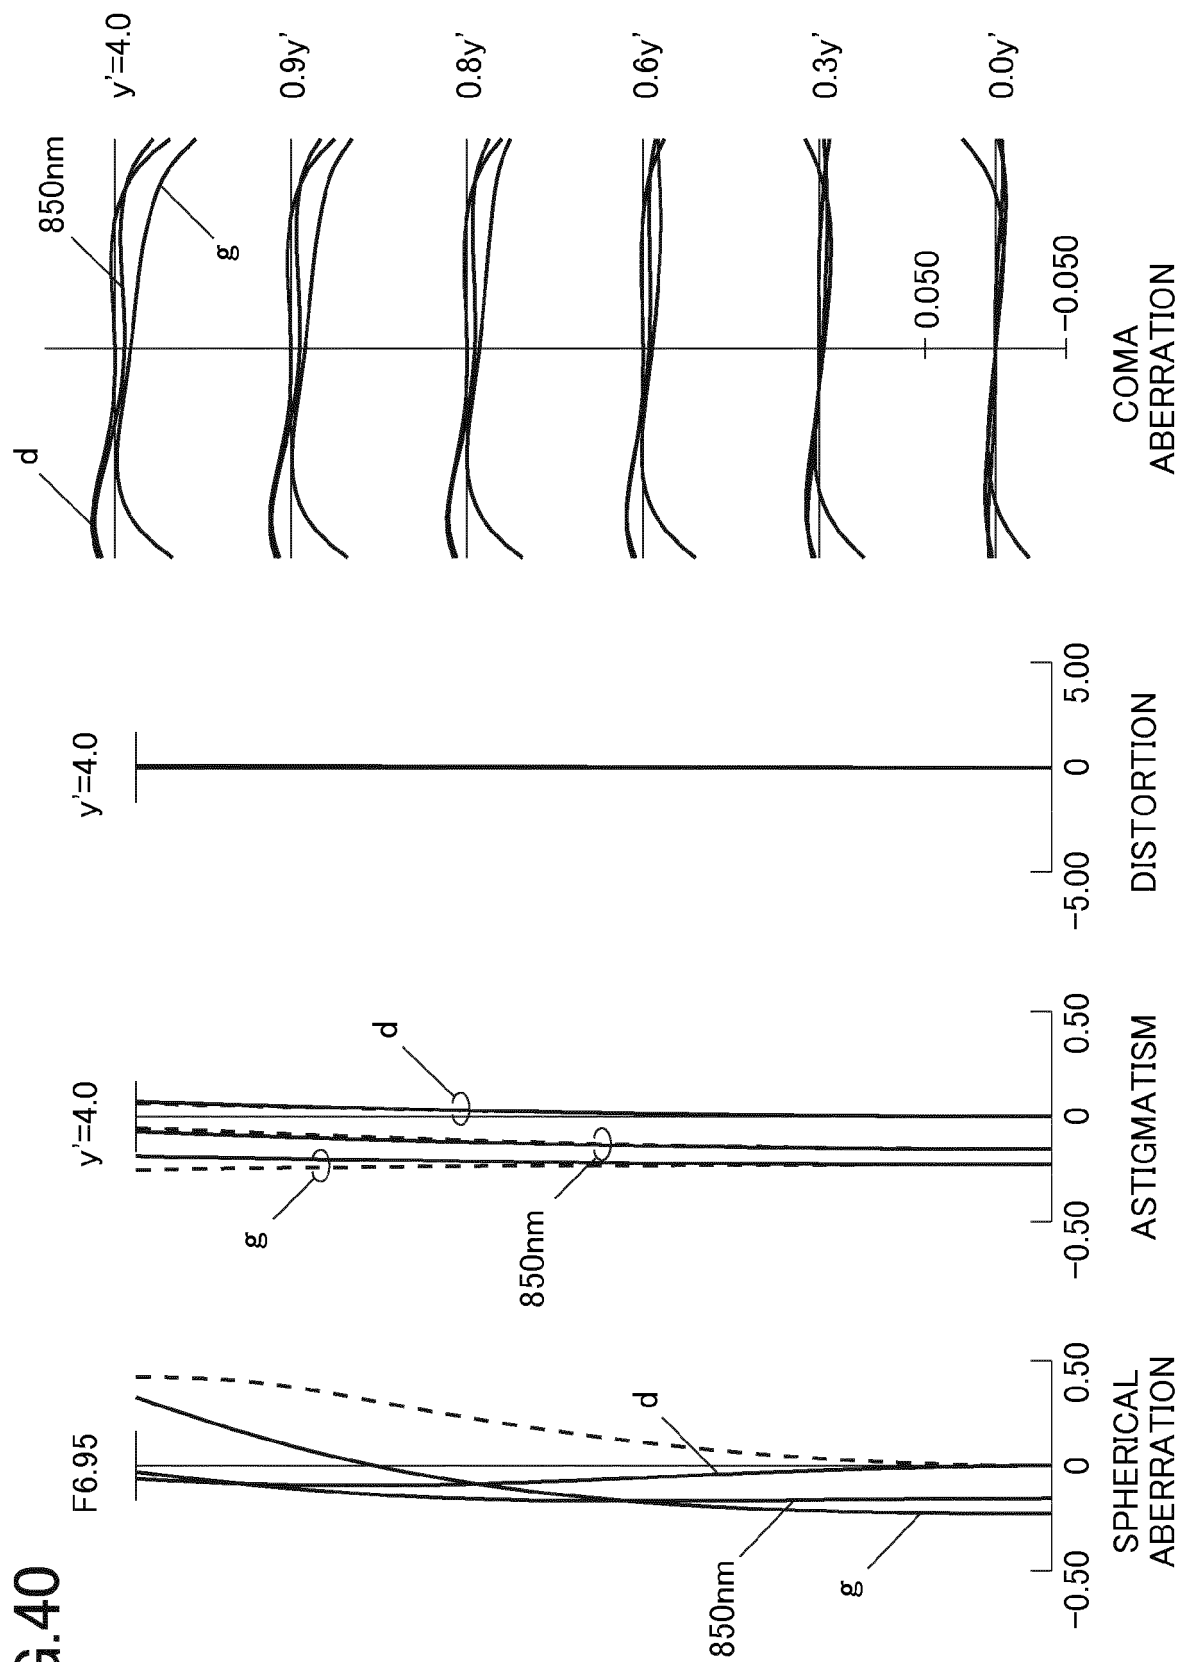 G.40
F6.95
d
850nm
g
-0.50
0
0.50
SPHERICAL
ABERRATION
y'=4.0
d
g
850nm
-0.50
0
0.50
ASTIGMATISM
y'=4.0
-5.00
0
5.00
DISTORTION
d
850nm
g
y'=4.0
0.9y'
0.8y'
0.6y'
0.3y'
0.0y'
0.050
-0.050
COMA
ABERRATION